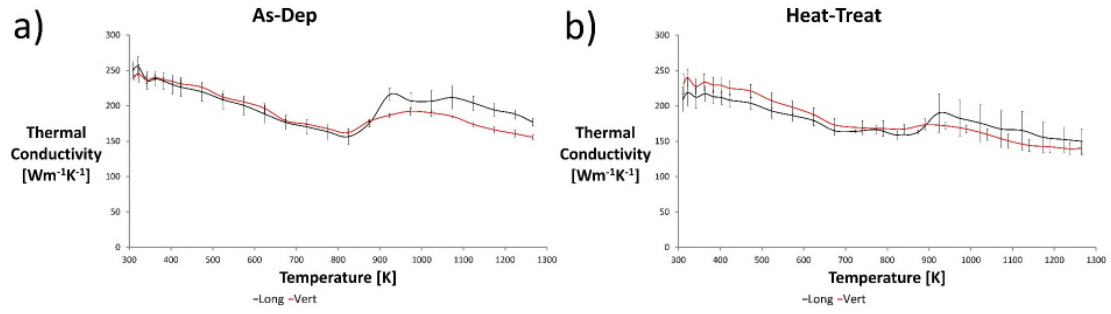 a)
As-Dep
300
250
200
150
100
50
0
Thermal
Conductivity
[Wm⁻¹K⁻¹]
300 400 500 600 700 800 900 1000 1100 1200 1300
Temperature [K]
Long Vert
b)
Heat-Treat
300
250
200
150
100
50
0
Thermal
Conductivity
[Wm⁻¹K⁻¹]
300 400 500 600 700 800 900 1000 1100 1200 1300
Temperature [K]
Long Vert